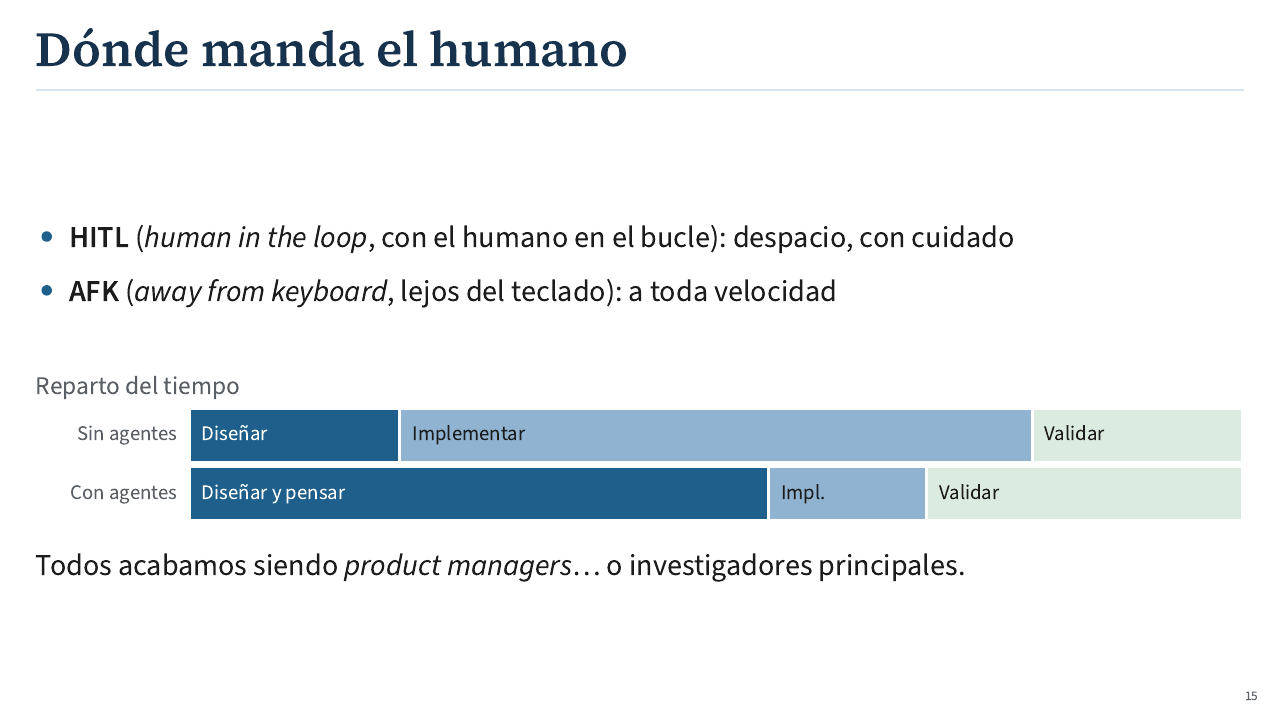 Dónde manda el humano
• HITL (human in the loop, con el humano en el bucle): despacio, con cuidado
• AFK (away from keyboard, lejos del teclado): a toda velocidad
Reparto del tiempo
Sin agentes Diseñar Implementar Validar
Con agentes Diseñar y pensar Impl. Validar
Todos acabamos siendo product managers… o investigadores principales.
15